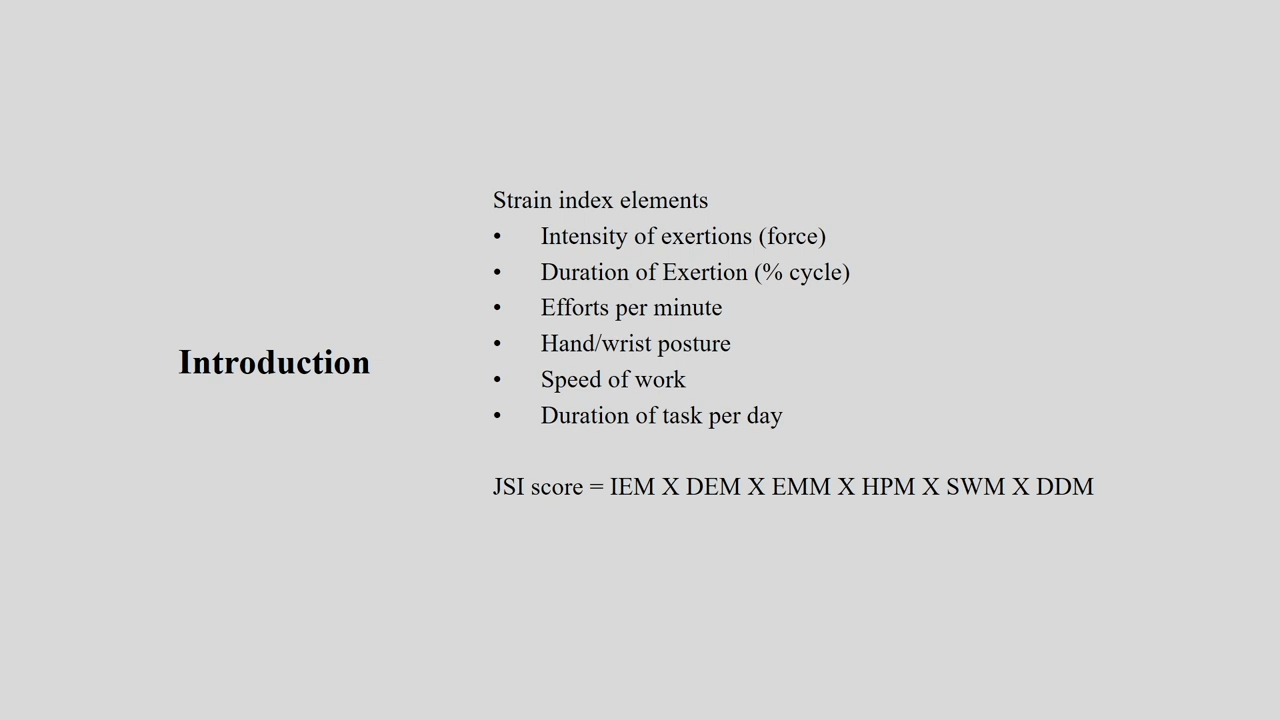 Introduction
Strain index elements
• Intensity of exertions (force)
• Duration of Exertion (% cycle)
• Efforts per minute
• Hand/wrist posture
• Speed of work
• Duration of task per day
JSI score = IEM X DEM X EMM X HPM X SWM X DDM